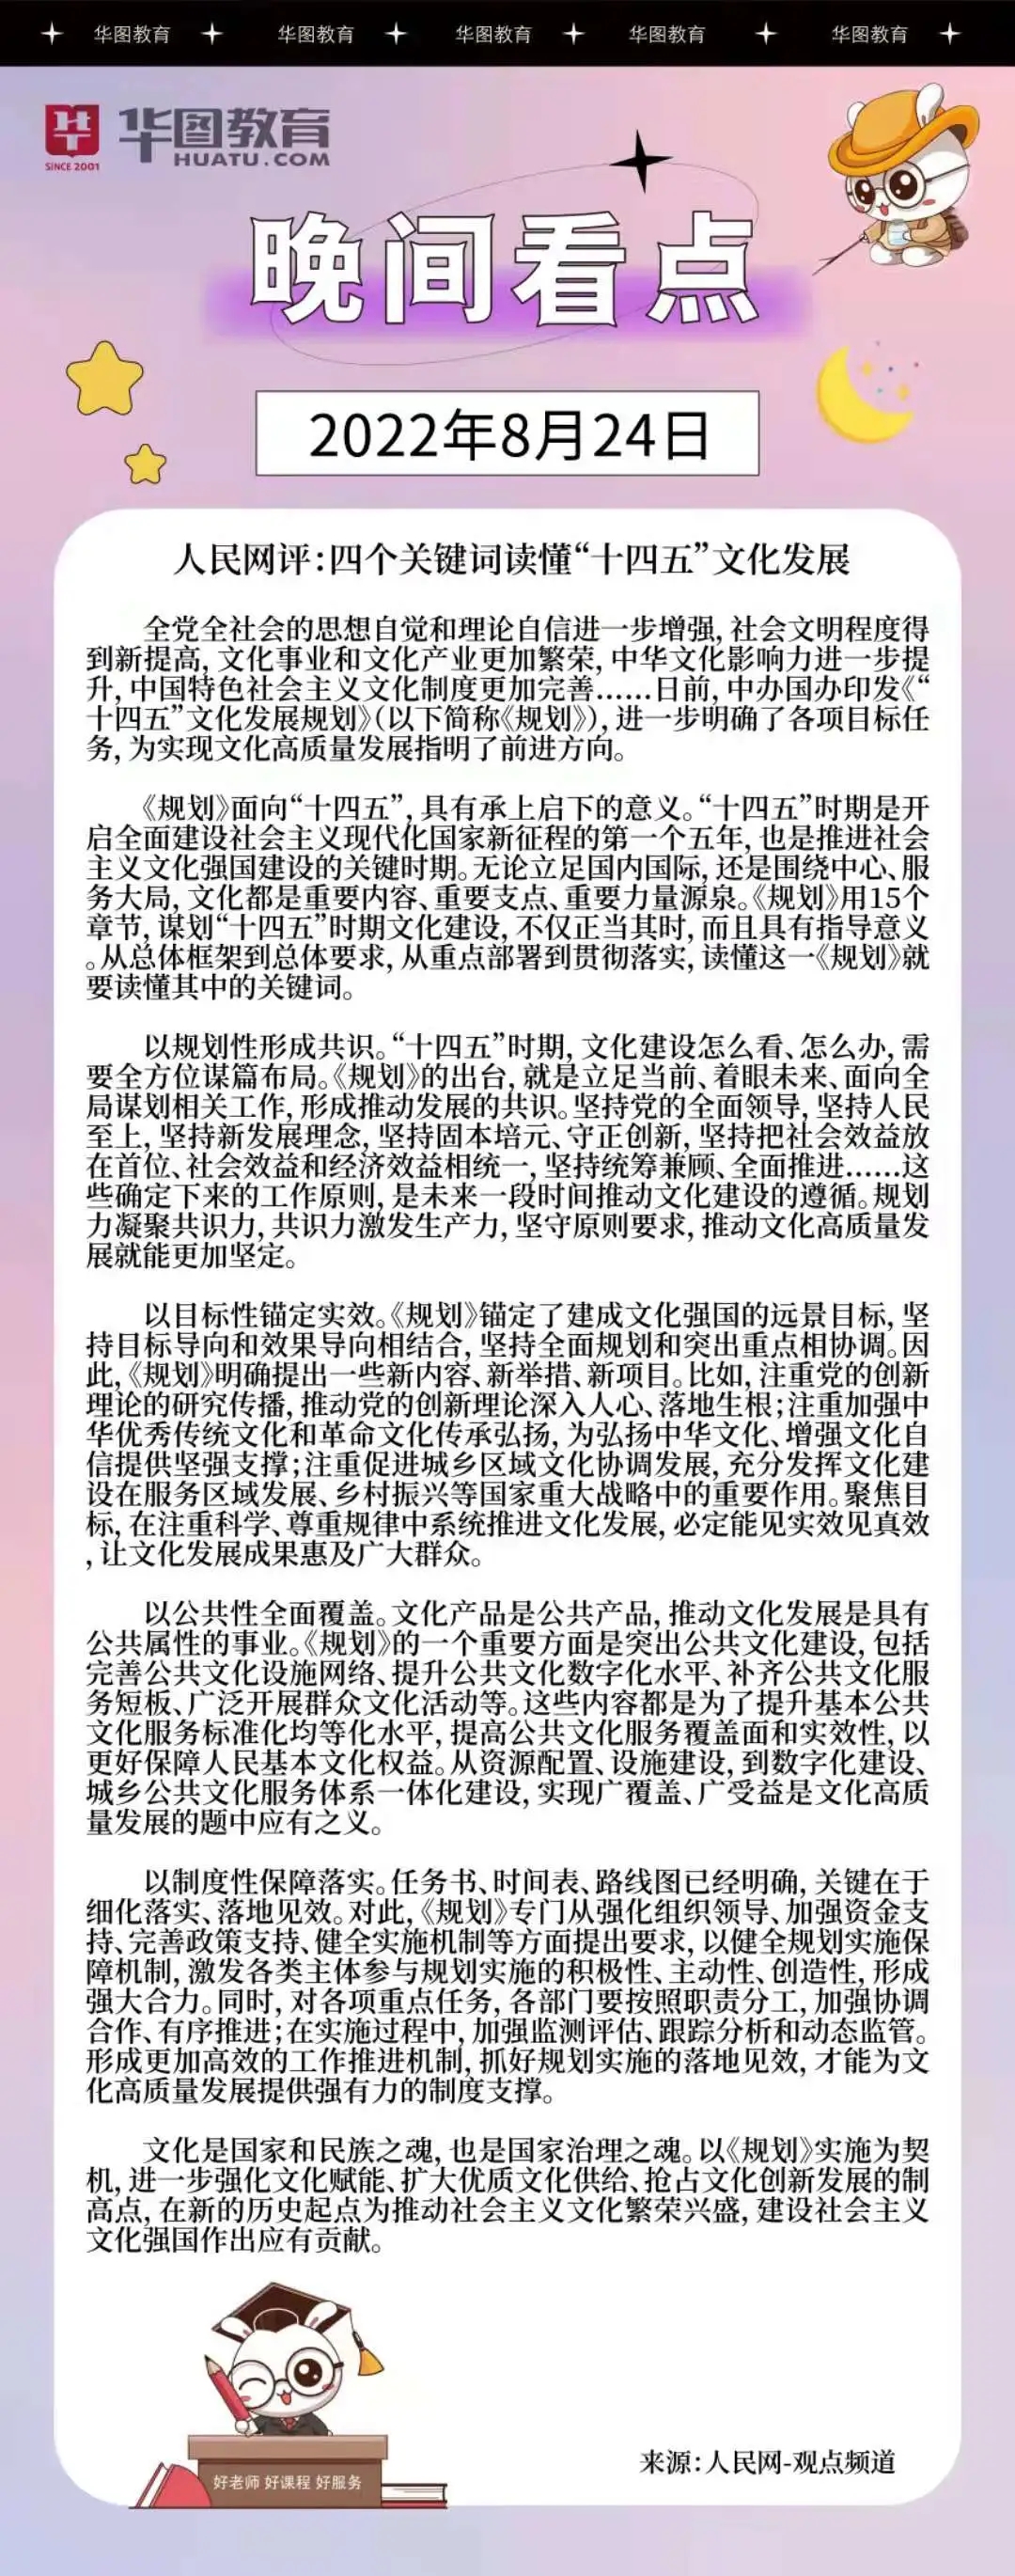 华图教育 华图教育 华图教育 华图教育 华图教育
HT
SINCE 2001
华图教育
HUATU.COM
晚间看点
2022年8月24日
人民网评：四个关键词读懂“十四五”文化发展
全党全社会的思想自觉和理论自信进一步增强，社会文明程度得
到新提高，文化事业和文化产业更加繁荣，中华文化影响力进一步提
升，中国特色社会主义文化制度更加完善……日前，中办国办印发《“
十四五”文化发展规划》（以下简称《规划》），进一步明确了各项目标任
务，为实现文化高质量发展指明了前进方向。
《规划》面向“十四五”，具有承上启下的意义。“十四五”时期是开
启全面建设社会主义现代化国家新征程的第一个五年，也是推进社会
主义文化强国建设的关键时期。无论立足国内国际，还是围绕中心、服
务大局，文化都是重要内容、重要支点、重要力量源泉。《规划》用15个
章节，谋划“十四五”时期文化建设，不仅正当其时，而且具有指导意义
。从总体框架到总体要求，从重点部署到贯彻落实，读懂这一《规划》就
要读懂其中的关键词。
以规划性形成共识。“十四五”时期，文化建设怎么看、怎么办，需
要全方位谋篇布局。《规划》的出台，就是立足当前、着眼未来、面向全
局谋划相关工作，形成推动发展的共识。坚持党的全面领导，坚持人民
至上，坚持新发展理念，坚持固本培元、守正创新，坚持把社会效益放
在首位、社会效益和经济效益相统一，坚持统筹兼顾、全面推进……这
些确定下来的工作原则，是未来一段时间推动文化建设的遵循。规划
力凝聚共识力，共识力激发生产力，坚守原则要求，推动文化高质量发
展就能更加坚定。
以目标性锚定实效。《规划》锚定了建成文化强国的远景目标，坚
持目标导向和效果导向相结合，坚持全面规划和突出重点相协调。因
此，《规划》明确提出一些新内容、新举措、新项目。比如，注重党的创新
理论的研究传播，推动党的创新理论深入人心、落地生根；注重加强中
华优秀传统文化和革命文化传承弘扬，为弘扬中华文化、增强文化自
信提供坚强支撑；注重促进城乡区域文化协调发展，充分发挥文化建
设在服务区域发展、乡村振兴等国家重大战略中的重要作用。聚焦目
标，在注重科学、尊重规律中系统推进文化发展，必定能见实效见真效
，让文化发展成果惠及广大群众。
以公共性全面覆盖。文化产品是公共产品，推动文化发展是具有
公共属性的事业。《规划》的一个重要方面是突出公共文化建设，包括
完善公共文化设施网络、提升公共文化数字化水平、补齐公共文化服
务短板、广泛开展群众文化活动等。这些内容都是为了提升基本公共
文化服务标准化均等化水平，提高公共文化服务覆盖面和实效性，以
更好保障人民基本文化权益。从资源配置、设施建设，到数字化建设、
城乡公共文化服务体系一体化建设，实现广覆盖、广受益是文化高质
量发展的题中应有之义。
以制度性保障落实。任务书、时间表、路线图已经明确，关键在于
细化落实、落地见效。对此，《规划》专门从强化组织领导、加强资金支
持、完善政策支持、健全实施机制等方面提出要求，以健全规划实施保
障机制，激发各类主体参与规划实施的积极性、主动性、创造性，形成
强大合力。同时，对各项重点任务，各部门要按照职责分工，加强协调
合作、有序推进；在实施过程中，加强监测评估、跟踪分析和动态监管。
形成更加高效的工作推进机制，抓好规划实施的落地见效，才能为文
化高质量发展提供强有力的制度支撑。
文化是国家和民族之魂，也是国家治理之魂。以《规划》实施为契
机，进一步强化文化赋能、扩大优质文化供给、抢占文化创新发展的制
高点，在新的历史起点为推动社会主义文化繁荣兴盛，建设社会主义
文化强国作出应有贡献。
好老师 好课程 好服务
来源：人民网-观点频道